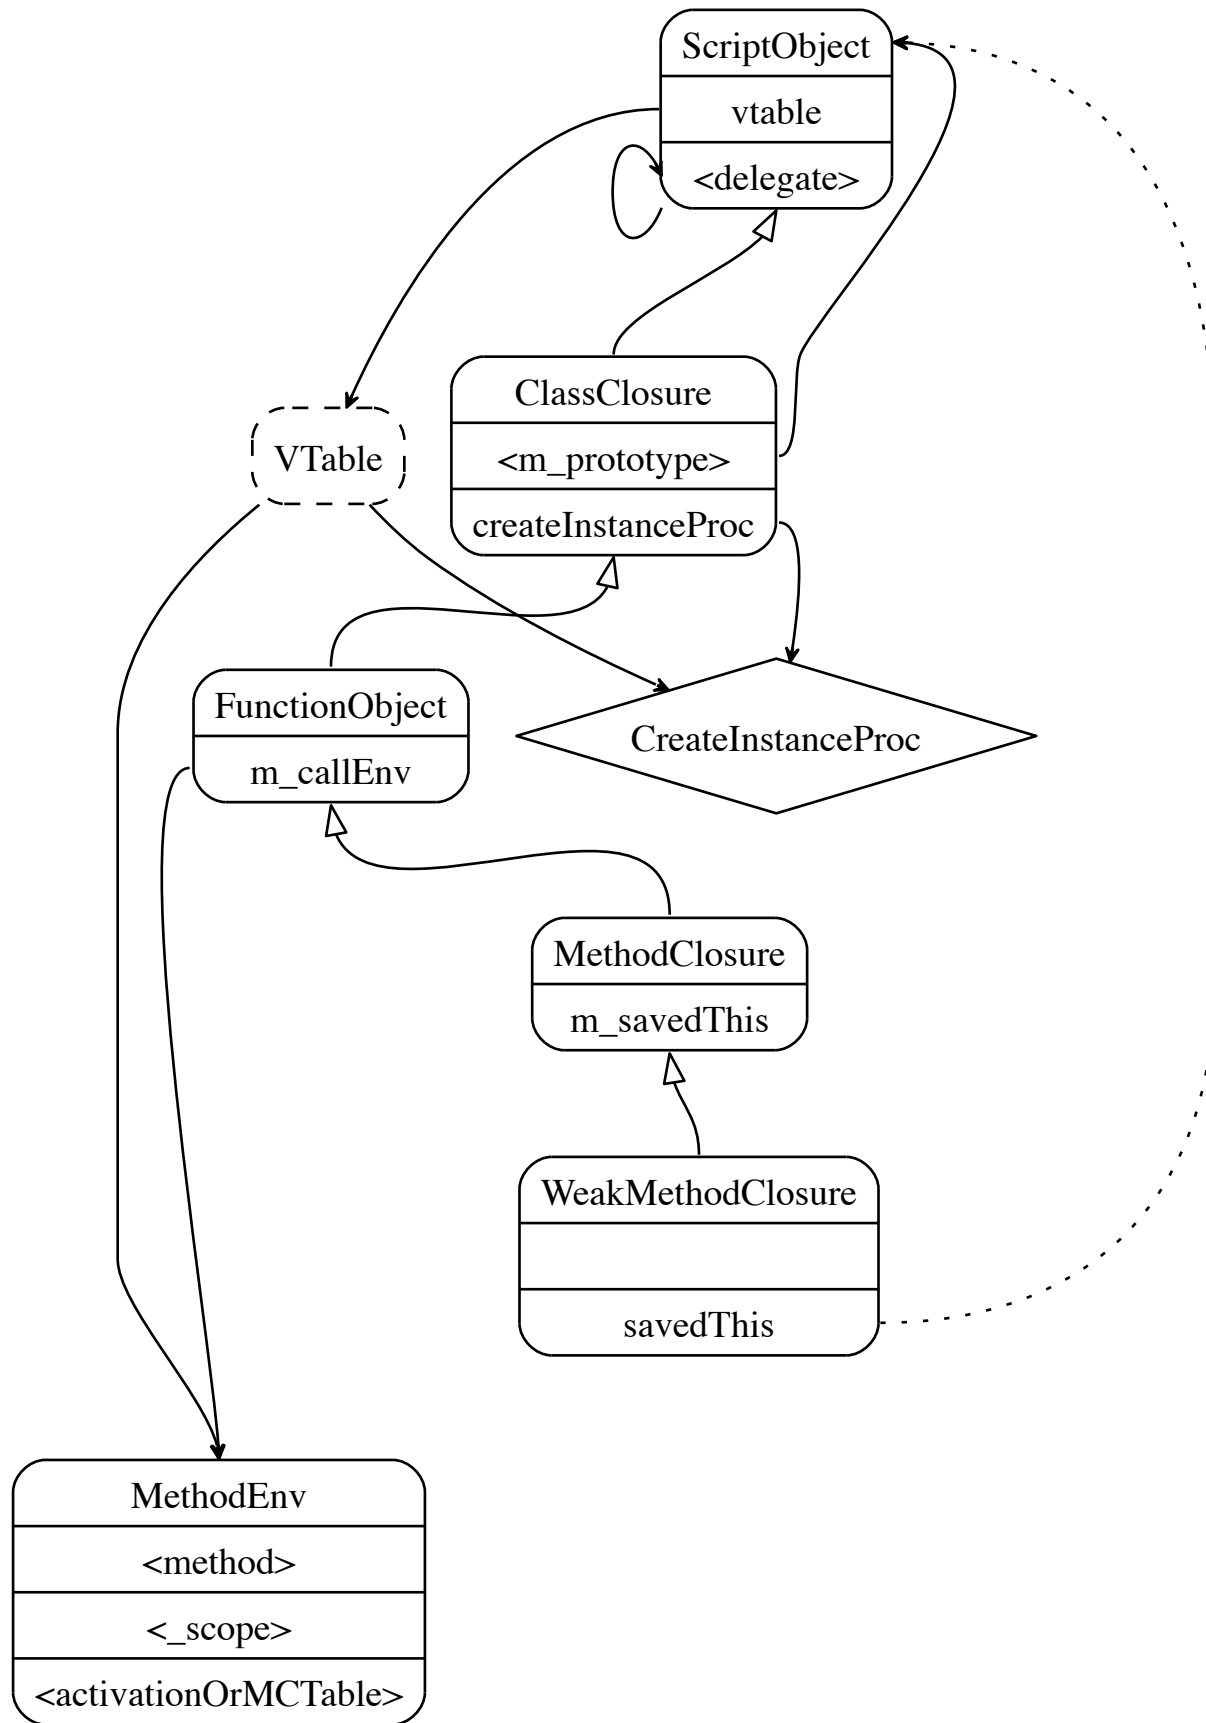 ScriptObject
vtable
<delegate>
ClassClosure
<m_prototype>
createInstanceProc
VTable
FunctionObject
m_callEnv
CreateInstanceProc
MethodClosure
m_savedThis
WeakMethodClosure
savedThis
MethodEnv
<method>
<_scope>
<activationOrMCTable>